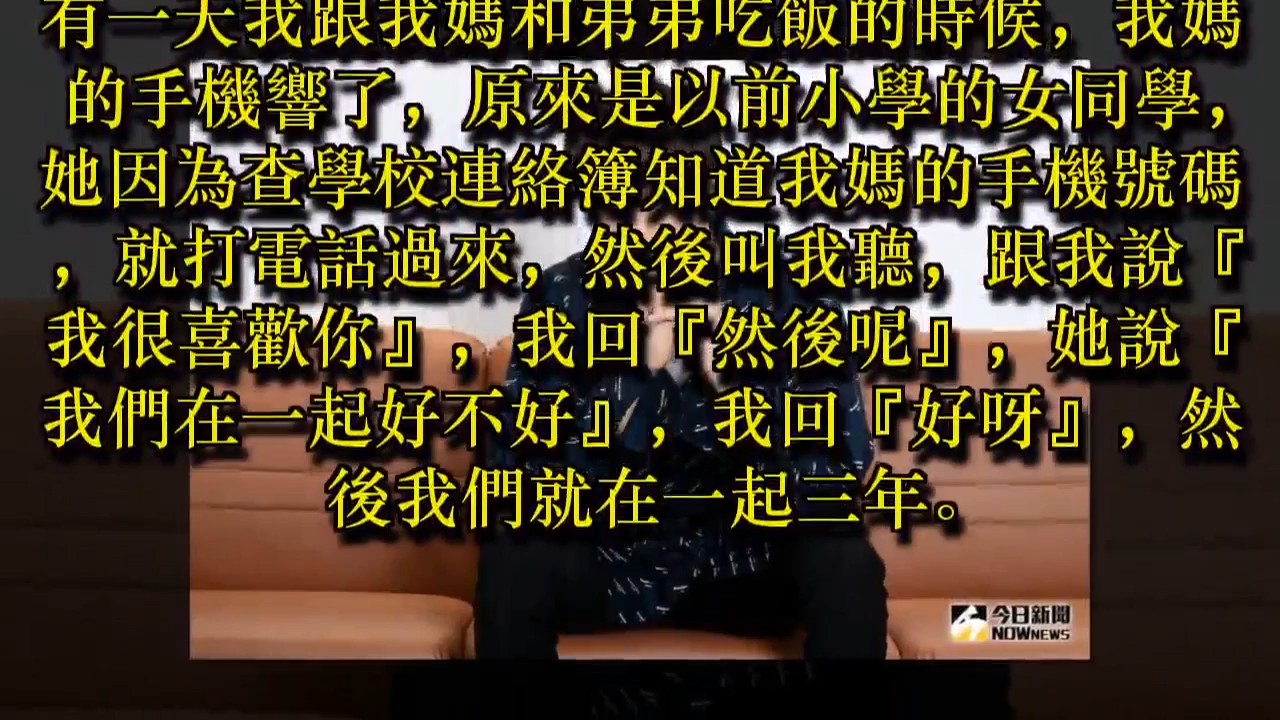 有一天我跟我媽和弟弟吃飯的時候，我媽
的手機響了，原來是以前小學的女同學，
她因為查學校連絡簿知道我媽的手機號碼
，就打電話過來，然後叫我聽，跟我說『
我很喜歡你』，我回『然後呢』，她說『
我們在一起好不好』，我回『好呀』，然
後我們就在一起三年。
今日新聞
NOWNEWS